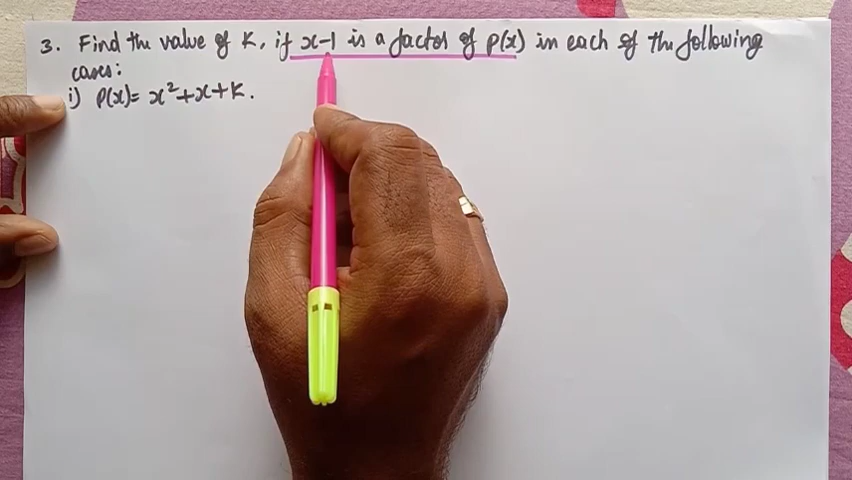 3. Find the value of K, if x-1 is a factor of p(x) in each of the following
cases:
i) p(x)= x²+x+K.